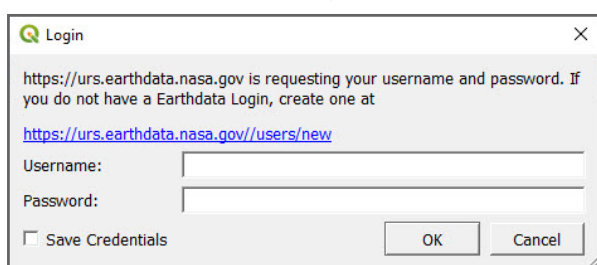 Login
https://urs.earthdata.nasa.gov is requesting your username and password. If
you do not have a Earthdata Login, create one at
https://urs.earthdata.nasa.gov//users/new
Username:
Password:
Save Credentials OK Cancel